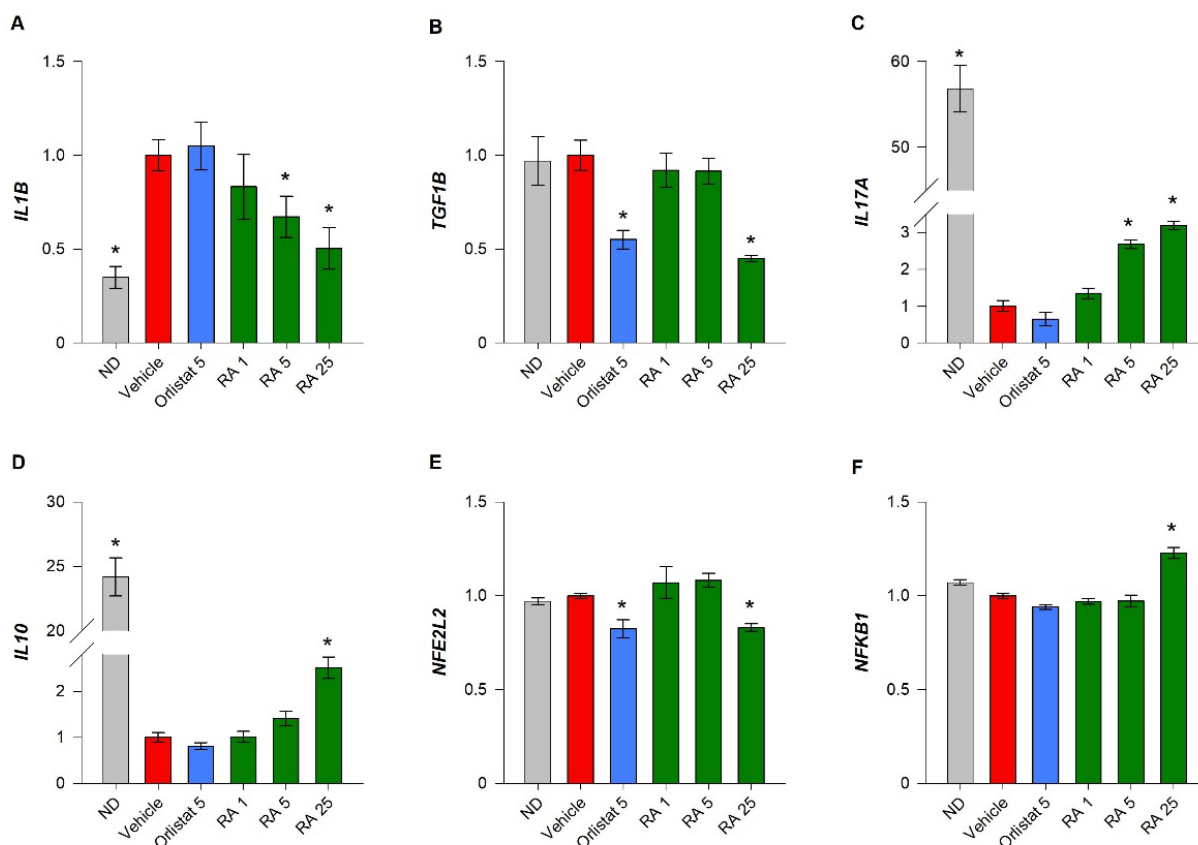 A
B
C
IL1B
1.5
1.0
0.5
0
*
*
*
ND
Vehicle
Orlistat 5
RA 1
RA 5
RA 25
TGF1B
1.5
1.0
0.5
0
*
*
ND
Vehicle
Orlistat 5
RA 1
RA 5
RA 25
IL17A
60
50
3
2
1
0
*
*
*
ND
Vehicle
Orlistat 5
RA 1
RA 5
RA 25
D
E
F
IL10
30
25
20
2
1
0
*
*
ND
Vehicle
Orlistat 5
RA 1
RA 5
RA 25
NFE2L2
1.5
1.0
0.5
0
*
*
ND
Vehicle
Orlistat 5
RA 1
RA 5
RA 25
NFKB1
1.5
1.0
0.5
0
*
ND
Vehicle
Orlistat 5
RA 1
RA 5
RA 25